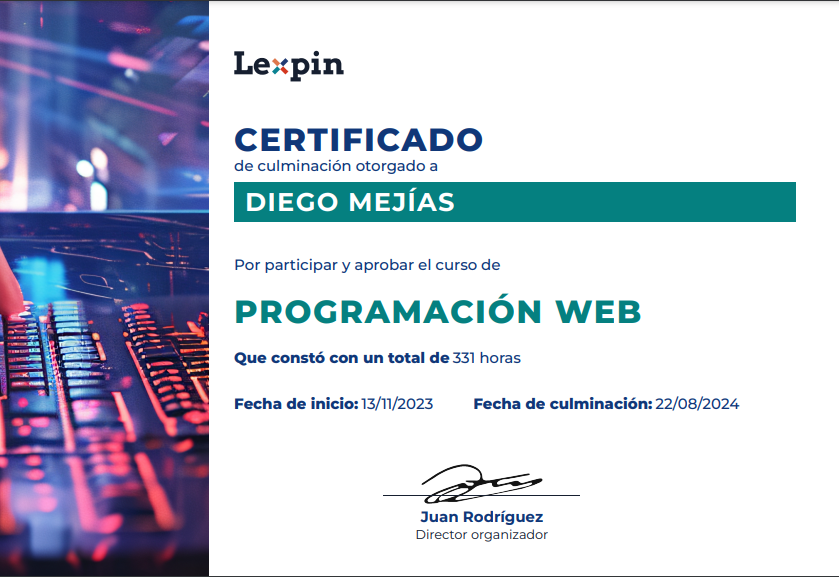 Lexpin
CERTIFICADO
de culminación otorgado a
DIEGO MEJÍAS
Por participar y aprobar el curso de
PROGRAMACIÓN WEB
Que constó con un total de 331 horas
Fecha de inicio: 13/11/2023 Fecha de culminación: 22/08/2024
Juan Rodríguez
Director organizador